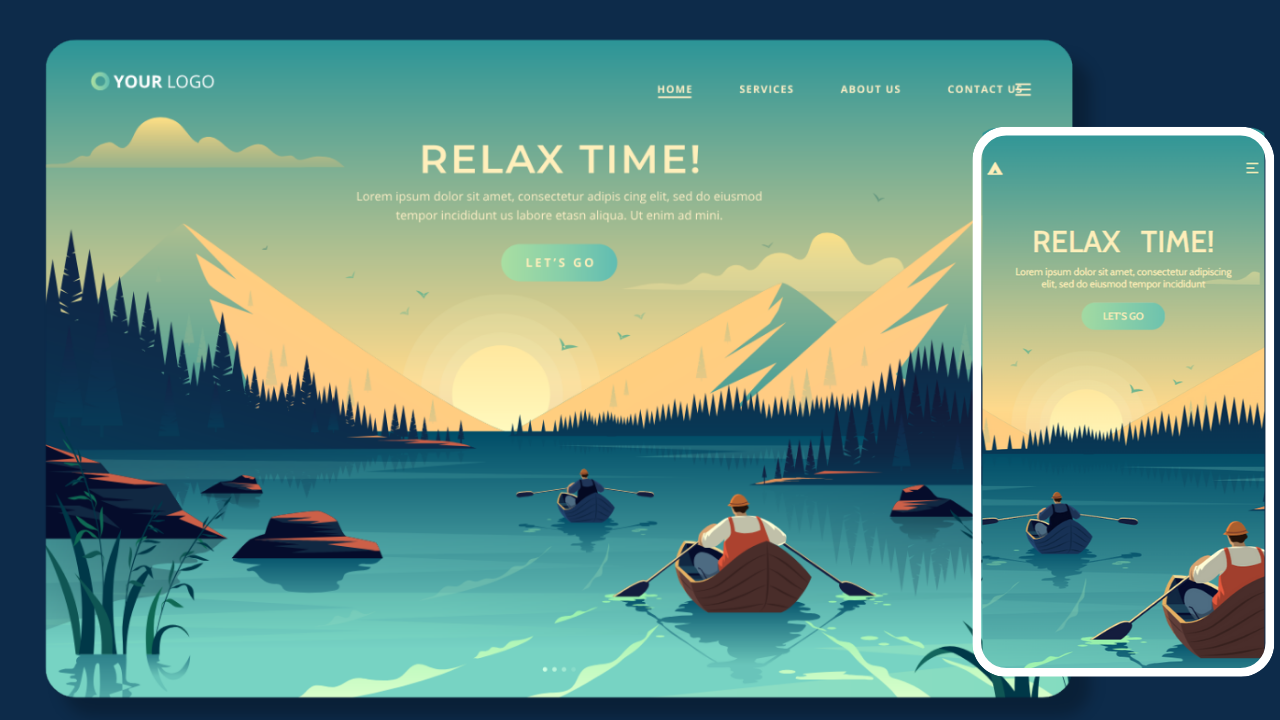 YOUR LOGO
HOME SERVICES ABOUT US CONTACT US
RELAX TIME!
Lorem ipsum dolor sit amet, consectetur adipis cing elit, sed do eiusmod
tempor incididunt us labore etasn aliqua. Ut enim ad mini.
LET'S GO
RELAX TIME!
Lorem ipsum dolor sit amet, consectetur adipiscing
elit, sed do eiusmod tempor incididunt
LET'S GO